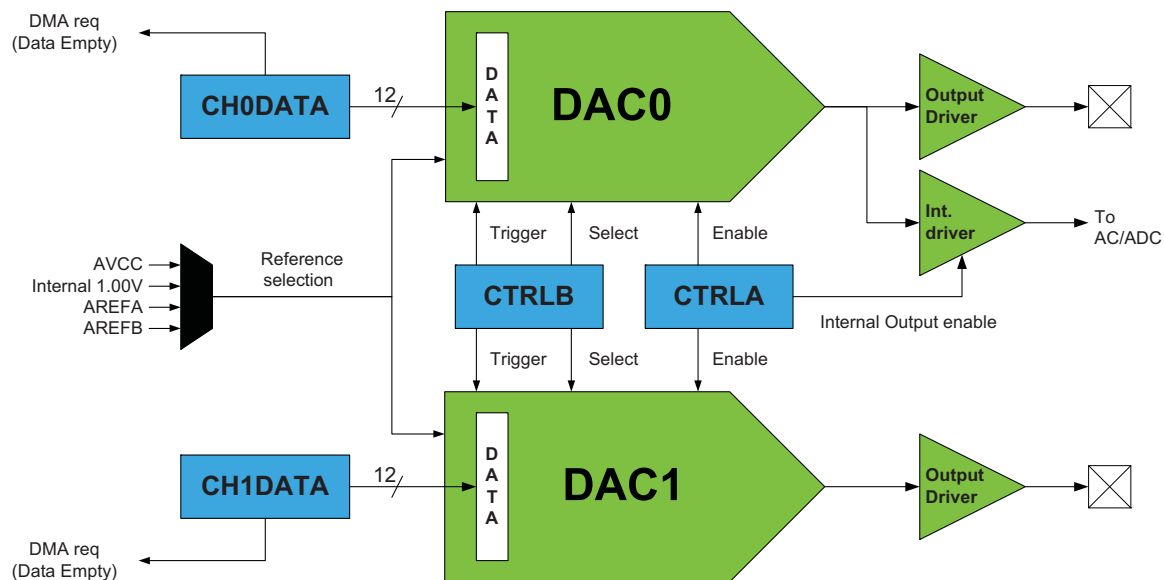 DMA req
(Data Empty)
CH0DATA
12
DATA
DAC0
Output
Driver
Int.
driver
To
AC/ADC
Trigger
Select
Enable
AVCC
Internal 1.00V
AREFA
AREFB
Reference
selection
CTRLB
CTRLA
Internal Output enable
Trigger
Select
Enable
CH1DATA
12
DATA
DAC1
Output
Driver
DMA req
(Data Empty)